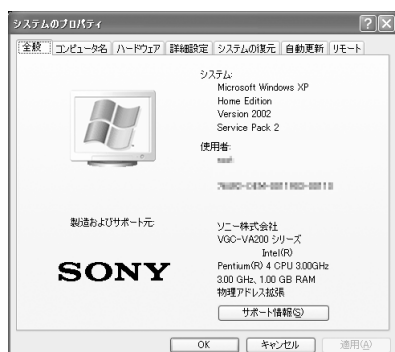 システムのプロパティ
全般 コンピュータ名 ハードウェア 詳細設定 システムの復元 自動更新 リモート
システム:
Microsoft Windows XP
Home Edition
Version 2002
Service Pack 2
使用者:
製造およびサポート元:
SONY
ソニー株式会社
VGC-VA200 シリーズ
Intel(R)
Pentium(R) 4 CPU 3.00GHz
3.00 GHz、1.00 GB RAM
物理アドレス拡張
サポート情報(S)
OK キャンセル 適用(A)